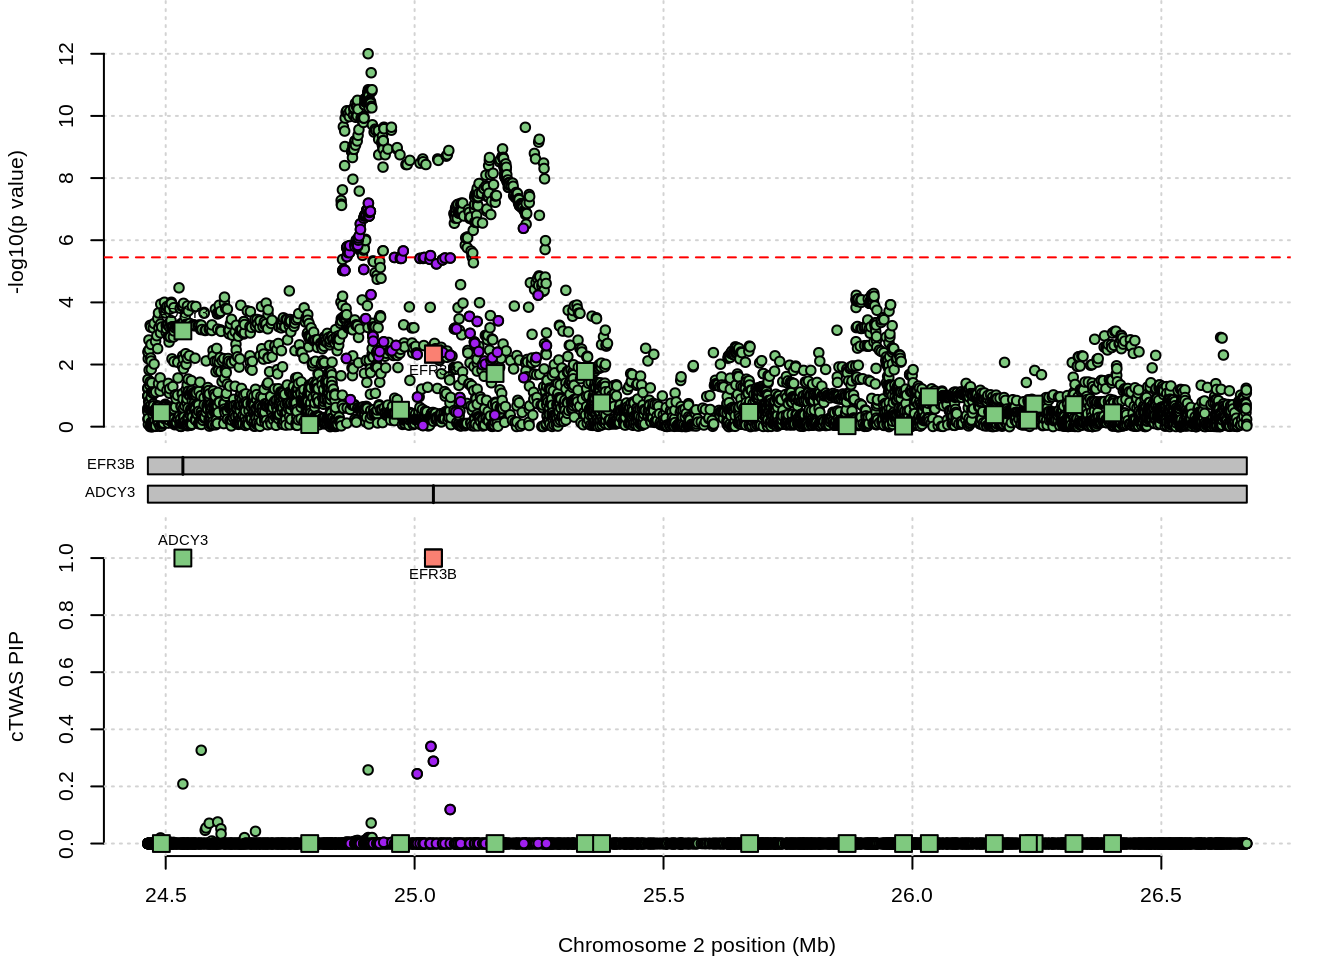 12
10
8
6
4
2
0
-log10(p value)
EFR3B
EFR3B
ADCY3
ADCY3
EFR3B
1.0
0.8
0.6
0.4
0.2
0.0
cTWAS PIP
24.5 25.0 25.5 26.0 26.5
Chromosome 2 position (Mb)